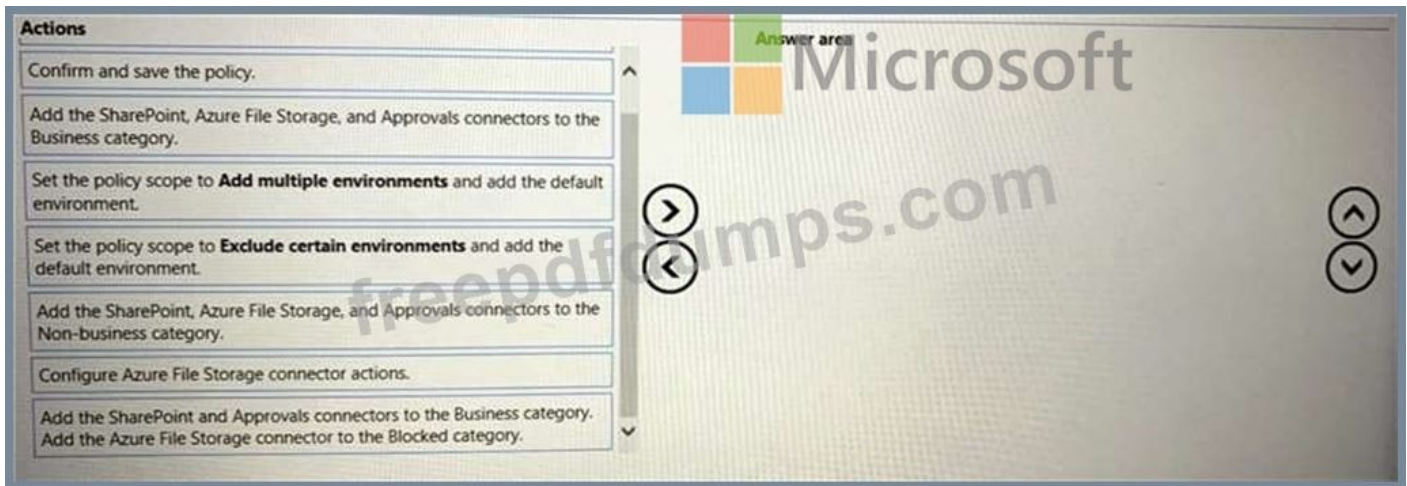 Actions
Answer area
Microsoft
Confirm and save the policy.
Add the SharePoint, Azure File Storage, and Approvals connectors to the
Business category.
Set the policy scope to Add multiple environments and add the default
environment.
Set the policy scope to Exclude certain environments and add the
default environment.
Add the SharePoint, Azure File Storage, and Approvals connectors to the
Non-business category.
Configure Azure File Storage connector actions.
Add the SharePoint and Approvals connectors to the Business category.
Add the Azure File Storage connector to the Blocked category.
freepdfdumps.com